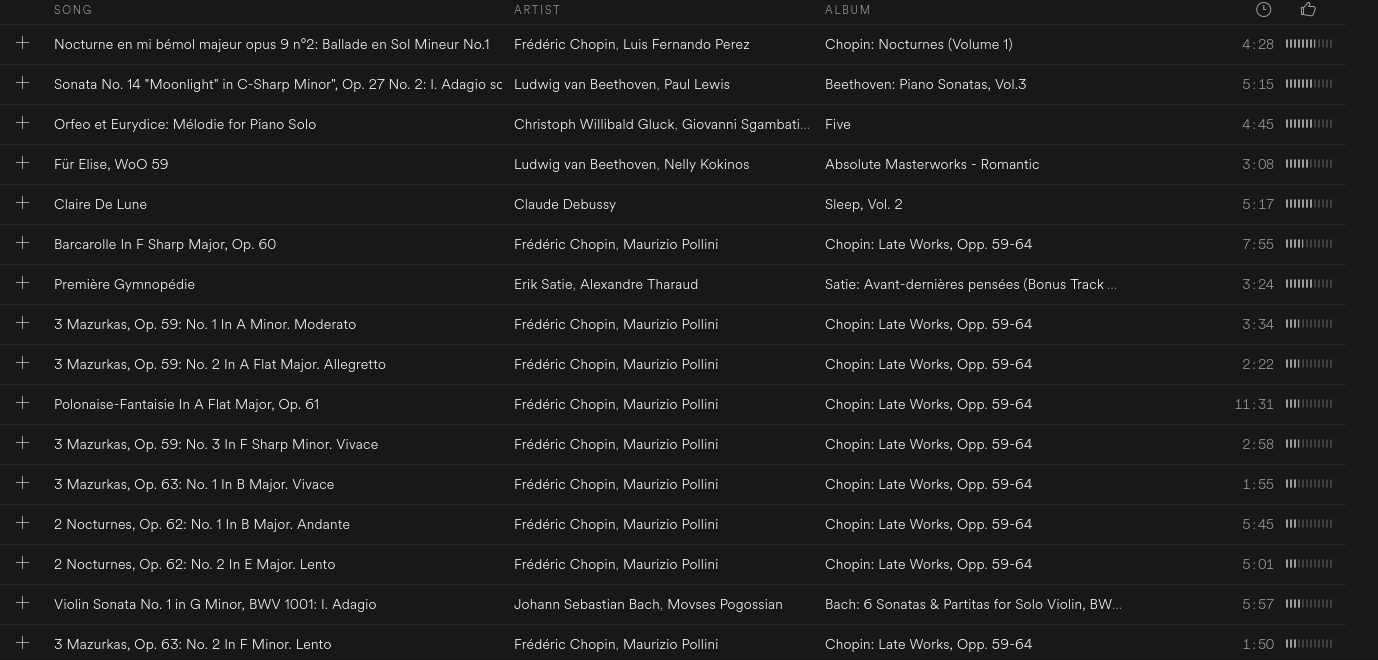 SONG ARTIST ALBUM
Nocturne en mi bémol majeur opus 9 n°2: Ballade en Sol Mineur No.1 Frédéric Chopin, Luis Fernando Perez Chopin: Nocturnes (Volume 1) 4:28
Sonata No. 14 "Moonlight" in C-Sharp Minor", Op. 27 No. 2: I. Adagio sc Ludwig van Beethoven, Paul Lewis Beethoven: Piano Sonatas, Vol.3 5:15
Orfeo et Eurydice: Mélodie for Piano Solo Christoph Willibald Gluck, Giovanni Sgambati... Five 4:45
Für Elise, WoO 59 Ludwig van Beethoven, Nelly Kokinos Absolute Masterworks - Romantic 3:08
Claire De Lune Claude Debussy Sleep, Vol. 2 5:17
Barcarolle In F Sharp Major, Op. 60 Frédéric Chopin, Maurizio Pollini Chopin: Late Works, Opp. 59-64 7:55
Première Gymnopédie Erik Satie, Alexandre Tharaud Satie: Avant-dernières pensées (Bonus Track ... 3:24
3 Mazurkas, Op. 59: No. 1 In A Minor. Moderato Frédéric Chopin, Maurizio Pollini Chopin: Late Works, Opp. 59-64 3:34
3 Mazurkas, Op. 59: No. 2 In A Flat Major. Allegretto Frédéric Chopin, Maurizio Pollini Chopin: Late Works, Opp. 59-64 2:22
Polonaise-Fantaisie In A Flat Major, Op. 61 Frédéric Chopin, Maurizio Pollini Chopin: Late Works, Opp. 59-64 11:31
3 Mazurkas, Op. 59: No. 3 In F Sharp Minor. Vivace Frédéric Chopin, Maurizio Pollini Chopin: Late Works, Opp. 59-64 2:58
3 Mazurkas, Op. 63: No. 1 In B Major. Vivace Frédéric Chopin, Maurizio Pollini Chopin: Late Works, Opp. 59-64 1:55
2 Nocturnes, Op. 62: No. 1 In B Major. Andante Frédéric Chopin, Maurizio Pollini Chopin: Late Works, Opp. 59-64 5:45
2 Nocturnes, Op. 62: No. 2 In E Major. Lento Frédéric Chopin, Maurizio Pollini Chopin: Late Works, Opp. 59-64 5:01
Violin Sonata No. 1 in G Minor, BWV 1001: I. Adagio Johann Sebastian Bach, Movses Pogossian Bach: 6 Sonatas & Partitas for Solo Violin, BW... 5:57
3 Mazurkas, Op. 63: No. 2 In F Minor. Lento Frédéric Chopin, Maurizio Pollini Chopin: Late Works, Opp. 59-64 1:50